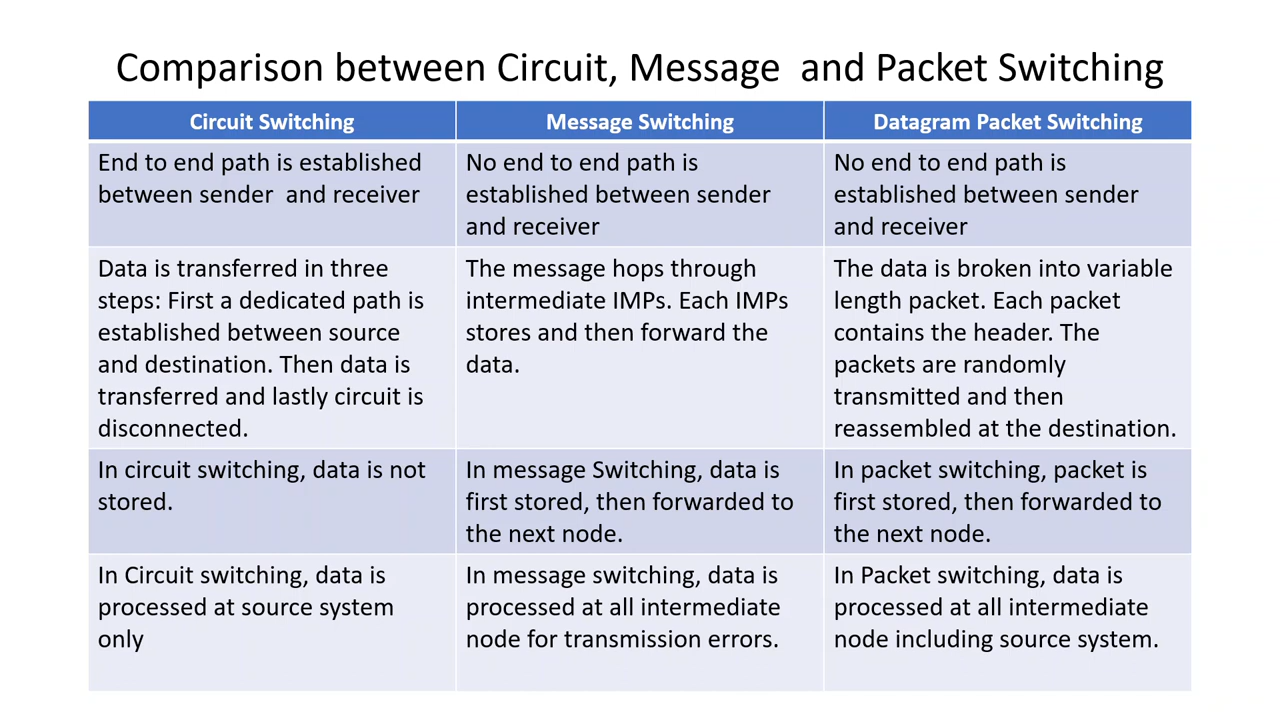 Comparison between Circuit, Message  and Packet Switching
Circuit Switching
Message Switching
Datagram Packet Switching
End to end path is established
between sender  and receiver
No end to end path is
established between sender
and receiver
No end to end path is
established between sender
and receiver
Data is transferred in three
steps: First a dedicated path is
established between source
and destination. Then data is
transferred and lastly circuit is
disconnected.
The message hops through
intermediate IMPs. Each IMPs
stores and then forward the
data.
The data is broken into variable
length packet. Each packet
contains the header. The
packets are randomly
transmitted and then
reassembled at the destination.
In circuit switching, data is not
stored.
In message Switching, data is
first stored, then forwarded to
the next node.
In packet switching, packet is
first stored, then forwarded to
the next node.
In Circuit switching, data is
processed at source system
only
In message switching, data is
processed at all intermediate
node for transmission errors.
In Packet switching, data is
processed at all intermediate
node including source system.